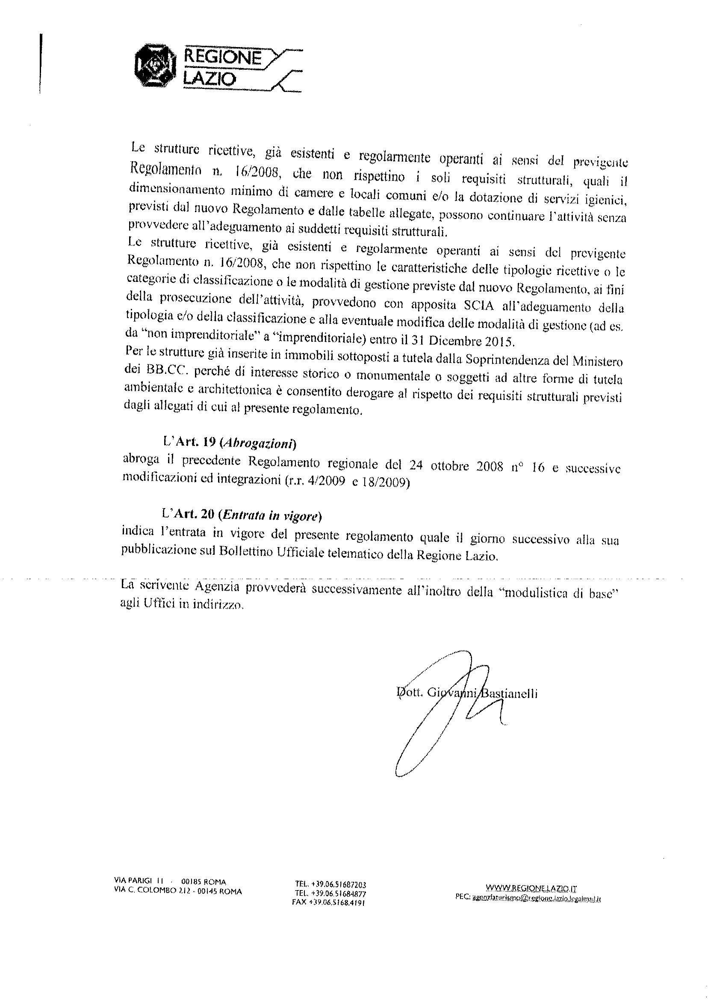 REGIONE
LAZIO
Le strutture ricettive, già esistenti e regolarmente operanti ai sensi del previgente
Regolamento n. 16/2008, che non rispettino i soli requisiti strutturali, quali il
dimensionamento minimo di camere e locali comuni e/o la dotazione di servizi igienici,
previsti dal nuovo Regolamento e dalle tabelle allegate, possono continuare l'attività senza
provvedere all'adeguamento ai suddetti requisiti strutturali.
Le strutture ricettive, già esistenti e regolarmente operanti ai sensi del previgente
Regolamento n. 16/2008, che non rispettino le caratteristiche delle tipologie ricettive o le
categorie di classificazione o le modalità di gestione previste dal nuovo Regolamento, ai fini
della prosecuzione dell'attività, provvedono con apposita SCIA all'adeguamento della
tipologia e/o della classificazione e alla eventuale modifica delle modalità di gestione (ad es.
da “non imprenditoriale” a “imprenditoriale) entro il 31 Dicembre 2015.
Per le strutture già inserite in immobili sottoposti a tutela dalla Soprintendenza del Ministero
dei BB.CC. perché di interesse storico o monumentale o soggetti ad altre forme di tutela
ambientale e architettonica è consentito derogare al rispetto dei requisiti strutturali previsti
dagli allegati di cui al presente regolamento.
L'Art. 19 (Abrogazioni)
abroga il precedente Regolamento regionale del 24 ottobre 2008 n° 16 e successive
modificazioni ed integrazioni (r.r. 4/2009 e 18/2009)
L'Art. 20 (Entrata in vigore)
indica l'entrata in vigore del presente regolamento quale il giorno successivo alla sua
pubblicazione sul Bollettino Ufficiale telematico della Regione Lazio.
La scrivente Agenzia provvederà successivamente all'inoltro della “modulistica di base”
agli Uffici in indirizzo.
Dott. Giovanni Bastianelli
VIA PARIGI 11 - 00185 ROMA
VIA C. COLOMBO 212 - 00145 ROMA
TEL. +39.06.51687203
TEL. +39.06.51684877
FAX +39.06.5168.4191
WWW.REGIONE.LAZIO.IT
PEC: agenziaturismo@regione.lazio.legalmail.it